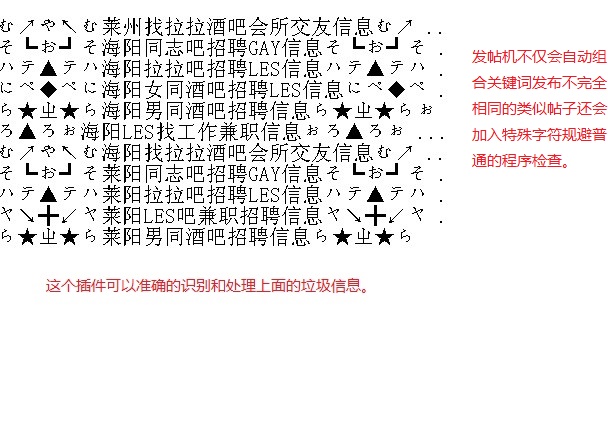 む↗や↖む莱州找拉拉酒吧会所交友信息む↗ ..
そ┗お┛そ海阳同志吧招聘GAY信息そ┗お┛そ .
ハテ▲テハ海阳拉拉吧招聘LES信息ハテ▲テハ .
にぺ◆ぺに海阳女同酒吧招聘LES信息にぺ◆ぺ .
ら★ㄓ★ら海阳男同酒吧招聘信息ら★ㄓ★らぉ
ろ▲ろぉ海阳LES找工作兼职信息ぉろ▲ろぉ .
む↗や↖む海阳找拉拉酒吧会所交友信息む↗ ..
そ┗お┛そ莱阳同志吧招聘GAY信息そ┗お┛そ .
ハテ▲テハ莱阳拉拉吧招聘LES信息ハテ▲テハ .
ヤ↘╋↙ヤ莱阳LES吧兼职招聘信息ヤ↘╋↙ヤ .
ら★ㄓ★ら莱阳男同酒吧招聘信息ら★ㄓ★ら
发帖机不仅会自动组
合关键词发布不完全
相同的类似帖子还会
加入特殊字符规避普
通的程序检查。
这个插件可以准确的识别和处理上面的垃圾信息。